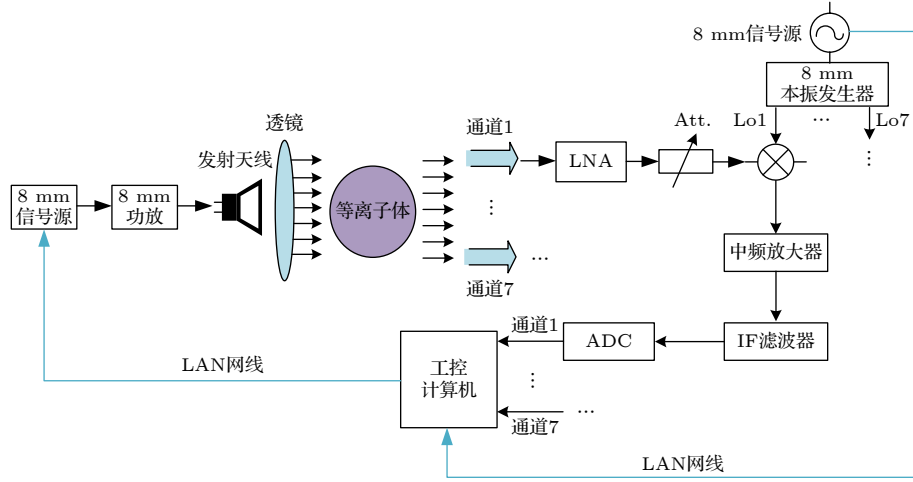 8 mm信号源
8 mm
本振发生器
Lo1
...
Lo7
...
透镜
发射天线
通道1
Att.
LNA
8 mm
信号源
8 mm
功放
等离子体
...
通道7
...
中频放大器
IF滤波器
ADC
通道1
...
通道7
...
工控
计算机
LAN网线
LAN网线